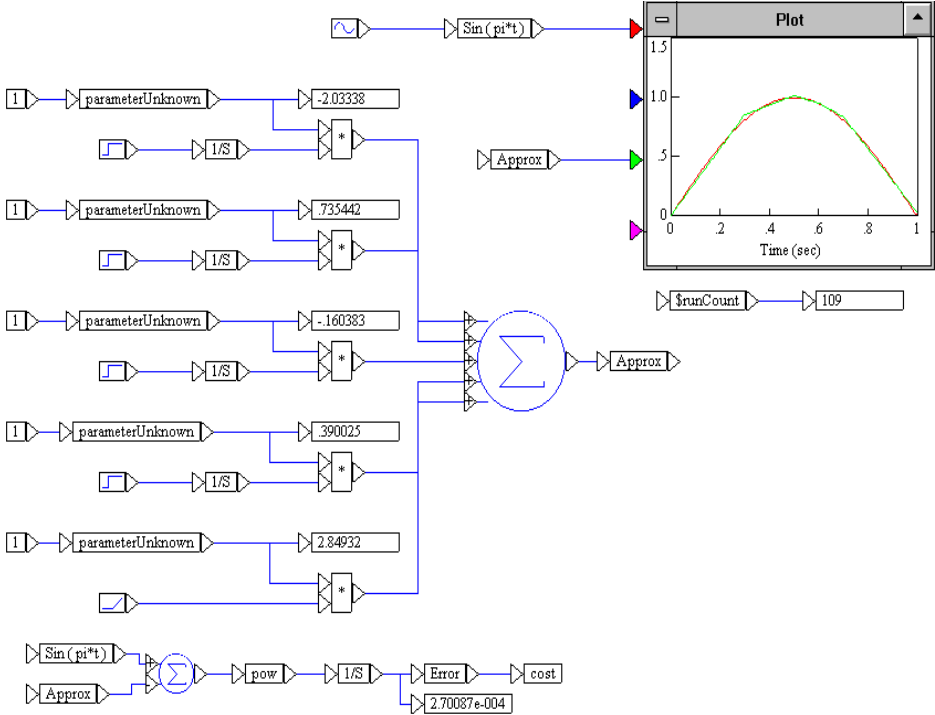 Sin (pi*t)
Plot
1.5
1.0
.5
0
0 .2 .4 .6 .8 1
Time (sec)
1 parameterUnknown -2.03338
1/S *
Approx
1 parameterUnknown .735442
1/S *
$runCount 109
1 parameterUnknown -.160383
1/S *
+
+
+
+
+
Σ
Approx
1 parameterUnknown .390025
1/S *
1 parameterUnknown 2.84932
*
Sin (pi*t)
Approx
+
-
Σ pow 1/S Error cost
2.70087e-004